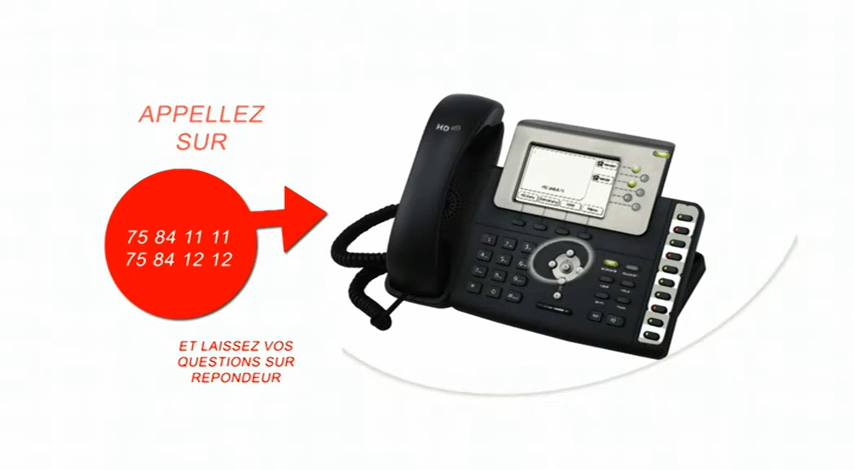 APPELLEZ
SUR
75 84 11 11
75 84 12 12
ET LAISSEZ VOS
QUESTIONS SUR
REPONDEUR
HD